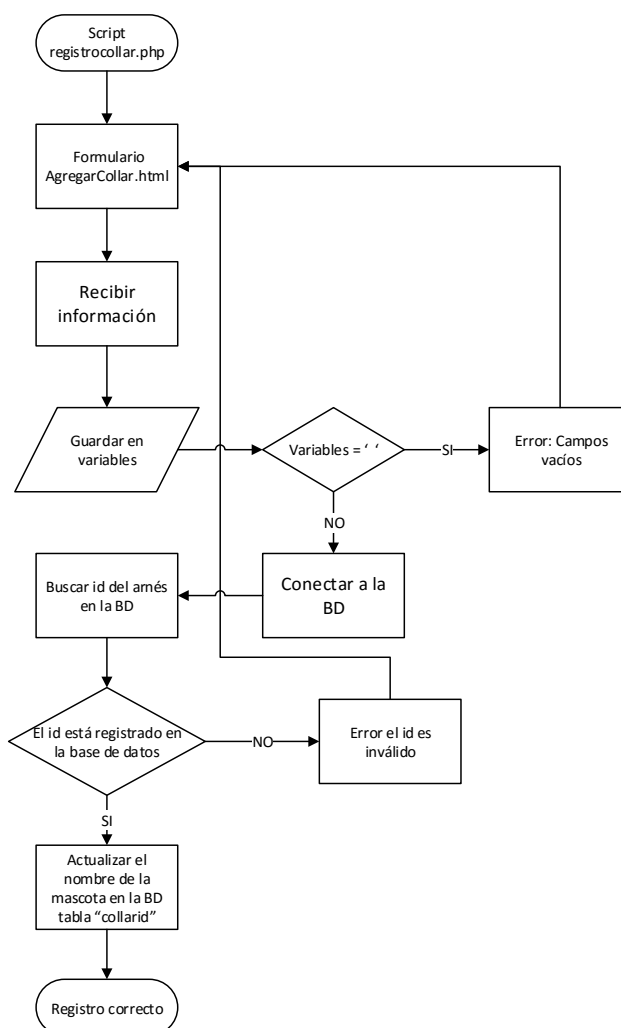 Script
registrocollar.php
Formulario
AgregarCollar.html
Recibir
información
Guardar en
variables
Variables = ‘ ’
SI
Error: Campos
vacíos
NO
Conectar a la
BD
Buscar id del arnés
en la BD
El id está registrado en
la base de datos
NO
Error el id es
inválido
SI
Actualizar el
nombre de la
mascota en la BD
tabla “collarid”
Registro correcto